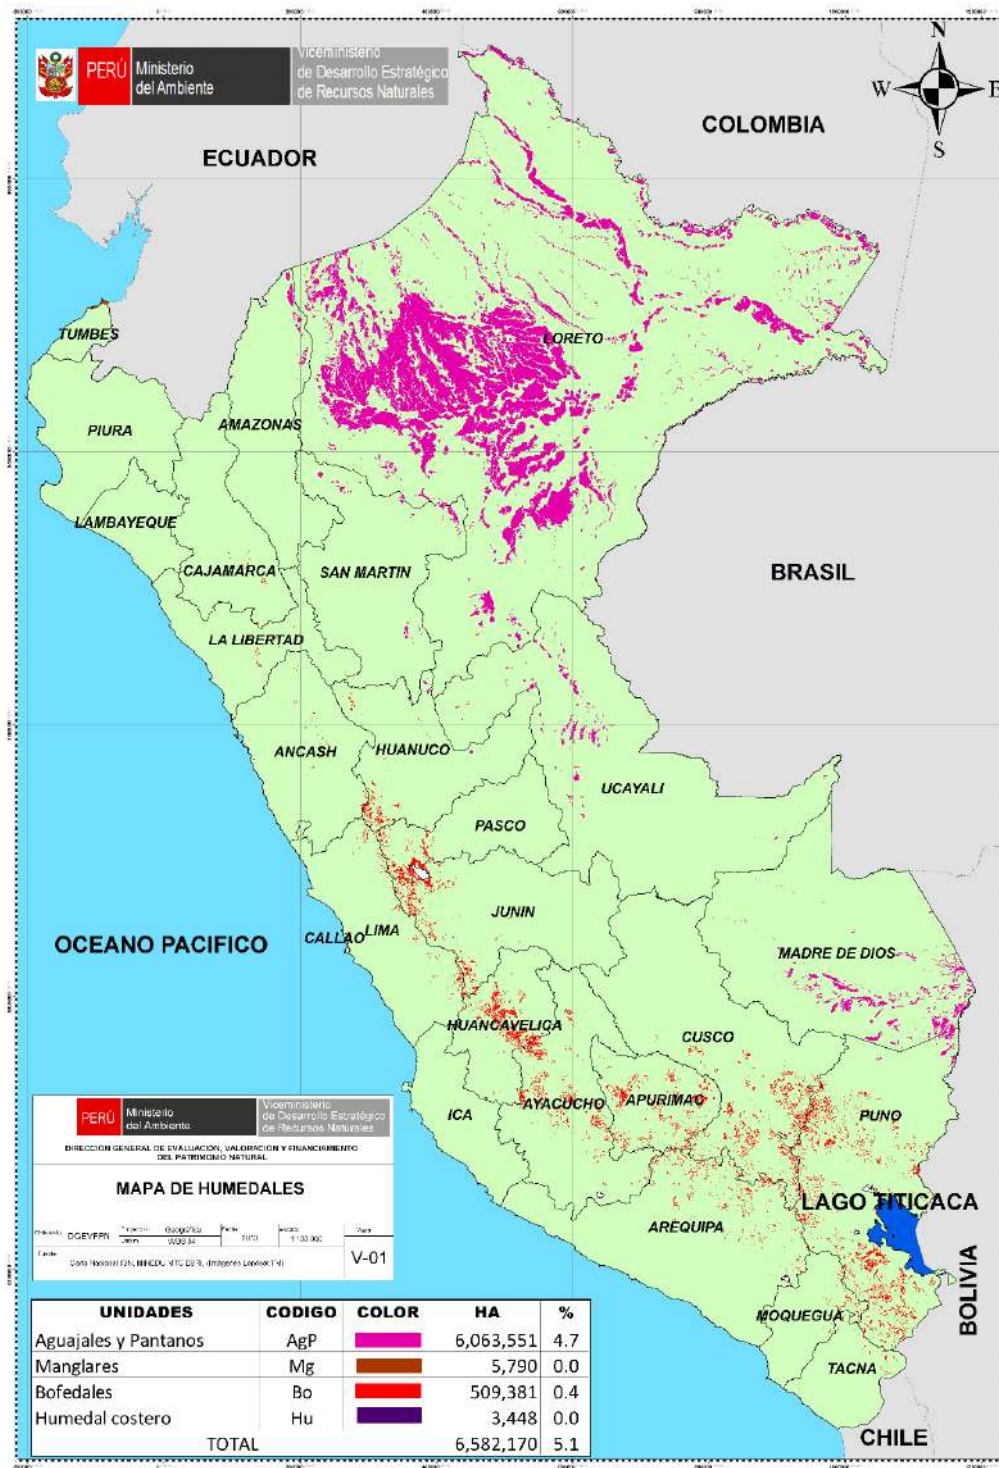 PERÚ Ministerio del Ambiente
Viceministerio de Desarrollo Estratégico de Recursos Naturales
N
W E
S
COLOMBIA
ECUADOR
TUMBES
LORETO
PIURA
AMAZONAS
LAMBAYEQUE
CAJAMARCA
SAN MARTIN
BRASIL
LA LIBERTAD
ANCASH
HUANUCO
UCAYALI
PASCO
JUNIN
OCEANO PACIFICO
CALLAO
LIMA
MADRE DE DIOS
HUANCAVELICA
CUSCO
ICA
AYACUCHO
APURIMAC
PUNO
LAGO TITICACA
AREQUIPA
BOLIVIA
MOQUEGUA
TACNA
CHILE
PERÚ Ministerio del Ambiente
Viceministerio de Desarrollo Estratégico de Recursos Naturales
DIRECCION GENERAL DE EVALUACIÓN, VALORACION Y FINANCIAMIENTO
DEL PATRIMONIO NATURAL
MAPA DE HUMEDALES
DGEVFPN
Geográfica
WGS 84
V-01
UNIDADES CODIGO COLOR HA %
Aguajales y Pantanos AgP 6,063,551 4.7
Manglares Mg 5,790 0.0
Bofedales Bo 509,381 0.4
Humedal costero Hu 3,448 0.0
TOTAL 6,582,170 5.1